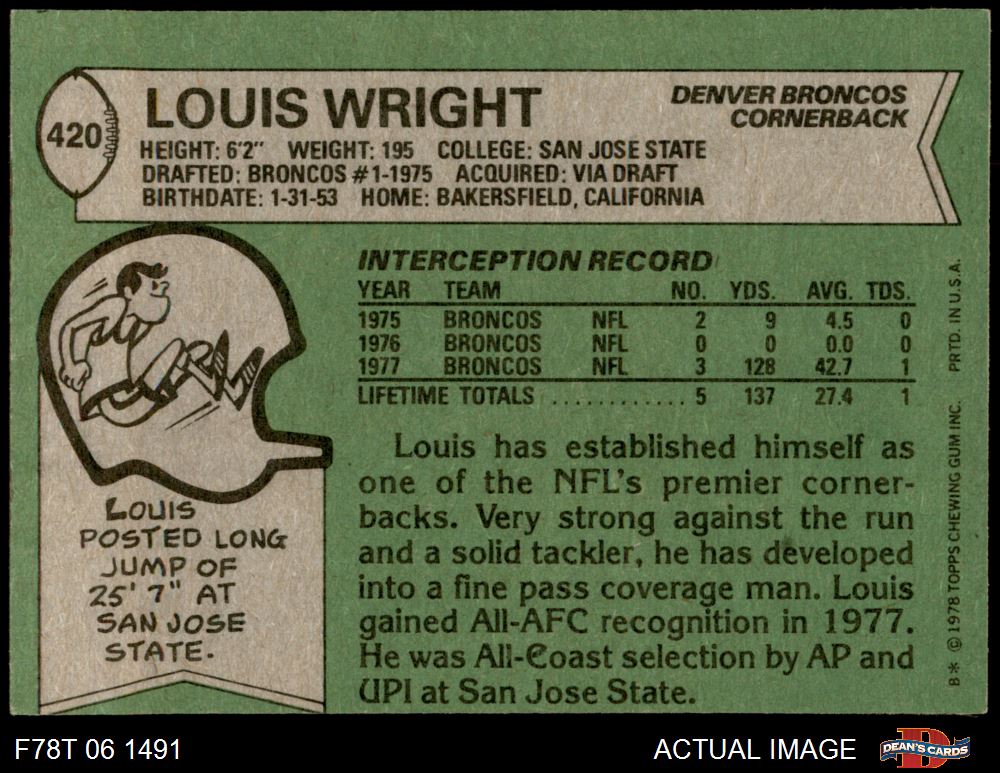 420
LOUIS WRIGHT
DENVER BRONCOS
CORNERBACK
HEIGHT: 6'2" WEIGHT: 195 COLLEGE: SAN JOSE STATE
DRAFTED: BRONCOS #1-1975 ACQUIRED: VIA DRAFT
BIRTHDATE: 1-31-53 HOME: BAKERSFIELD, CALIFORNIA
INTERCEPTION RECORD
YEAR TEAM NO. YDS. AVG. TDS.
1975 BRONCOS NFL 2 9 4.5 0
1976 BRONCOS NFL 0 0 0.0 0
1977 BRONCOS NFL 3 128 42.7 1
LIFETIME TOTALS ............ 5 137 27.4 1
Louis has established himself as
one of the NFL's premier corner-
backs. Very strong against the run
and a solid tackler, he has developed
into a fine pass coverage man. Louis
gained All-AFC recognition in 1977.
He was All-Coast selection by AP and
UPI at San Jose State.
LOUIS
POSTED LONG
JUMP OF
25' 7" AT
SAN JOSE
STATE.
B* © 1978 TOPPS CHEWING GUM INC. PRTD. IN U.S.A.
F78T 06 1491
ACTUAL IMAGE
DEAN'S CARDS